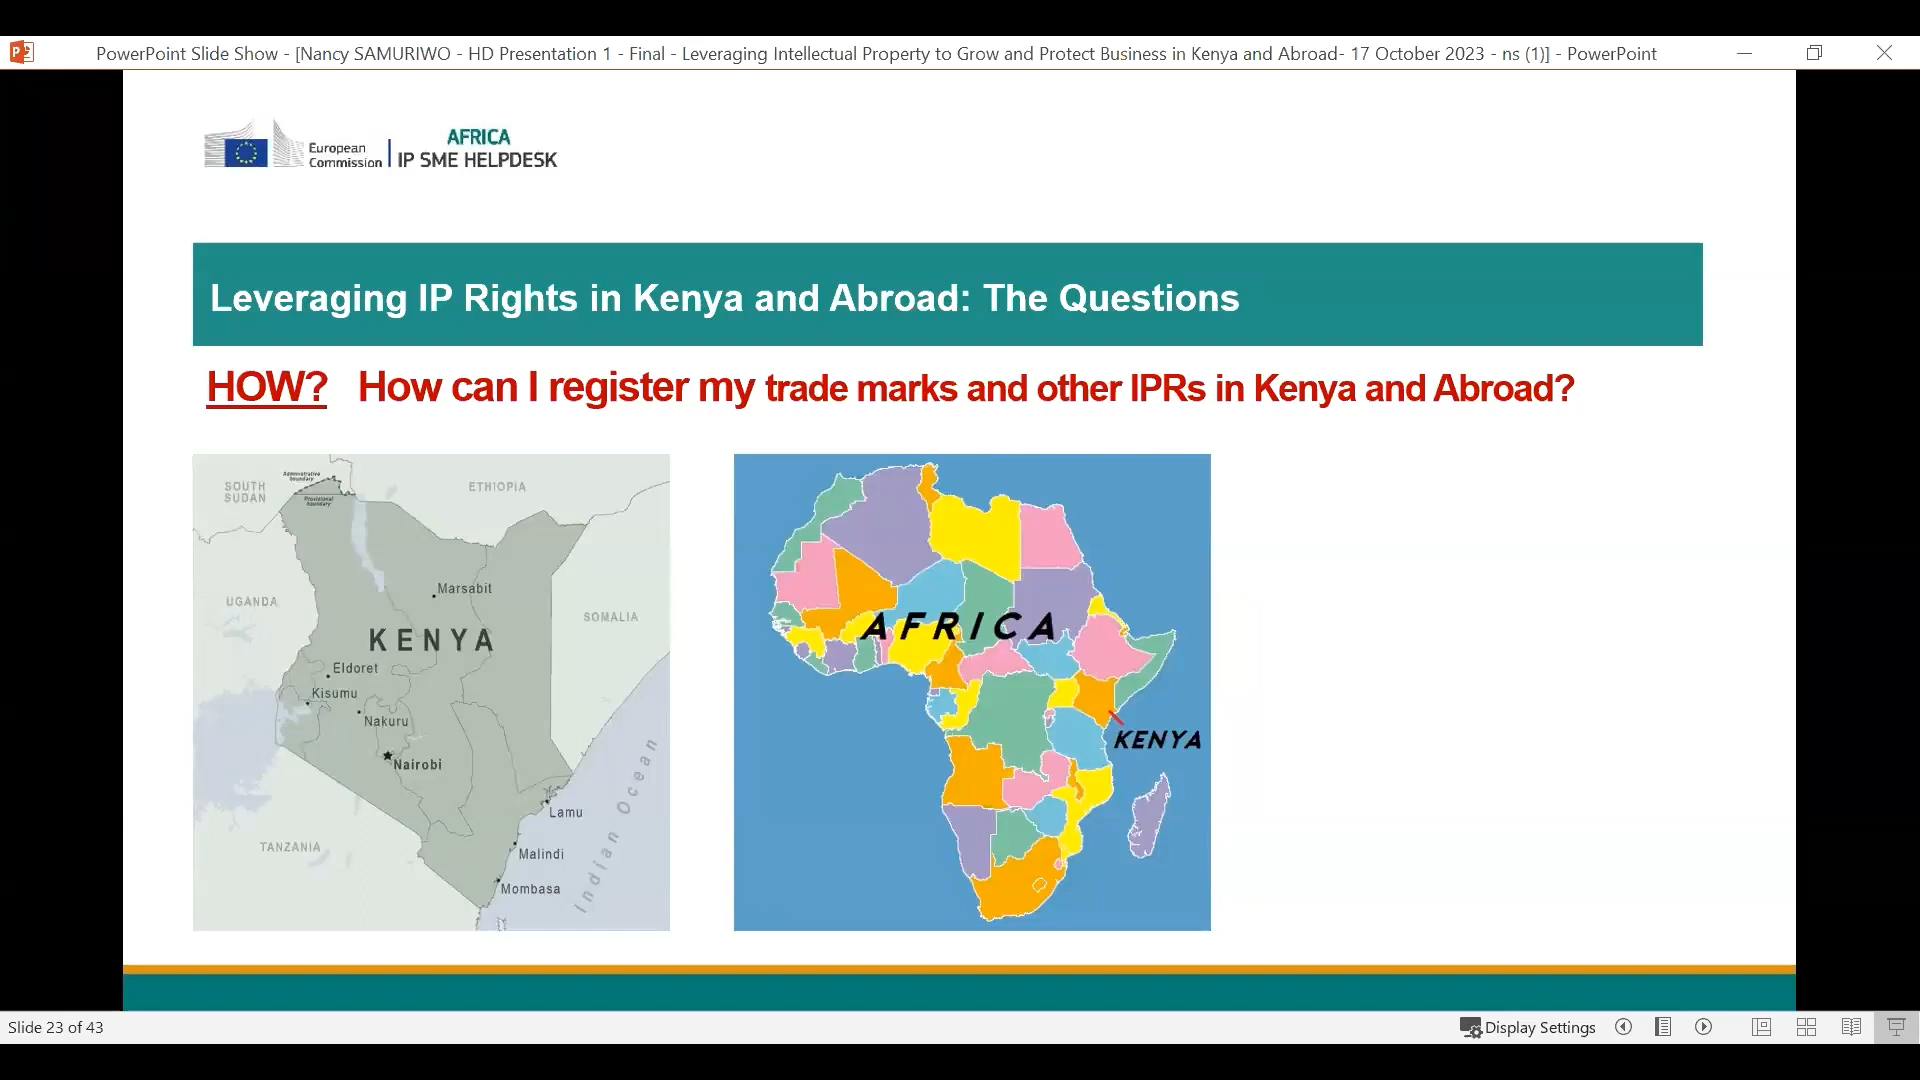 PowerPoint Slide Show - [Nancy SAMURIWO - HD Presentation 1 - Final - Leveraging Intellectual Property to Grow and Protect Business in Kenya and Abroad- 17 October 2023 - ns (1)] - PowerPoint
European
Commission
AFRICA
IP SME HELPDESK
Leveraging IP Rights in Kenya and Abroad: The Questions
HOW? How can I register my trade marks and other IPRs in Kenya and Abroad?
Administrative
boundary
SOUTH
SUDAN
Provisional
boundary
ETHIOPIA
Marsabit
UGANDA
SOMALIA
KENYA
Eldoret
Kisumu
Nakuru
Nairobi
Lamu
TANZANIA
Malindi
Mombasa
Indian Ocean
AFRICA
KENYA
Slide 23 of 43
Display Settings